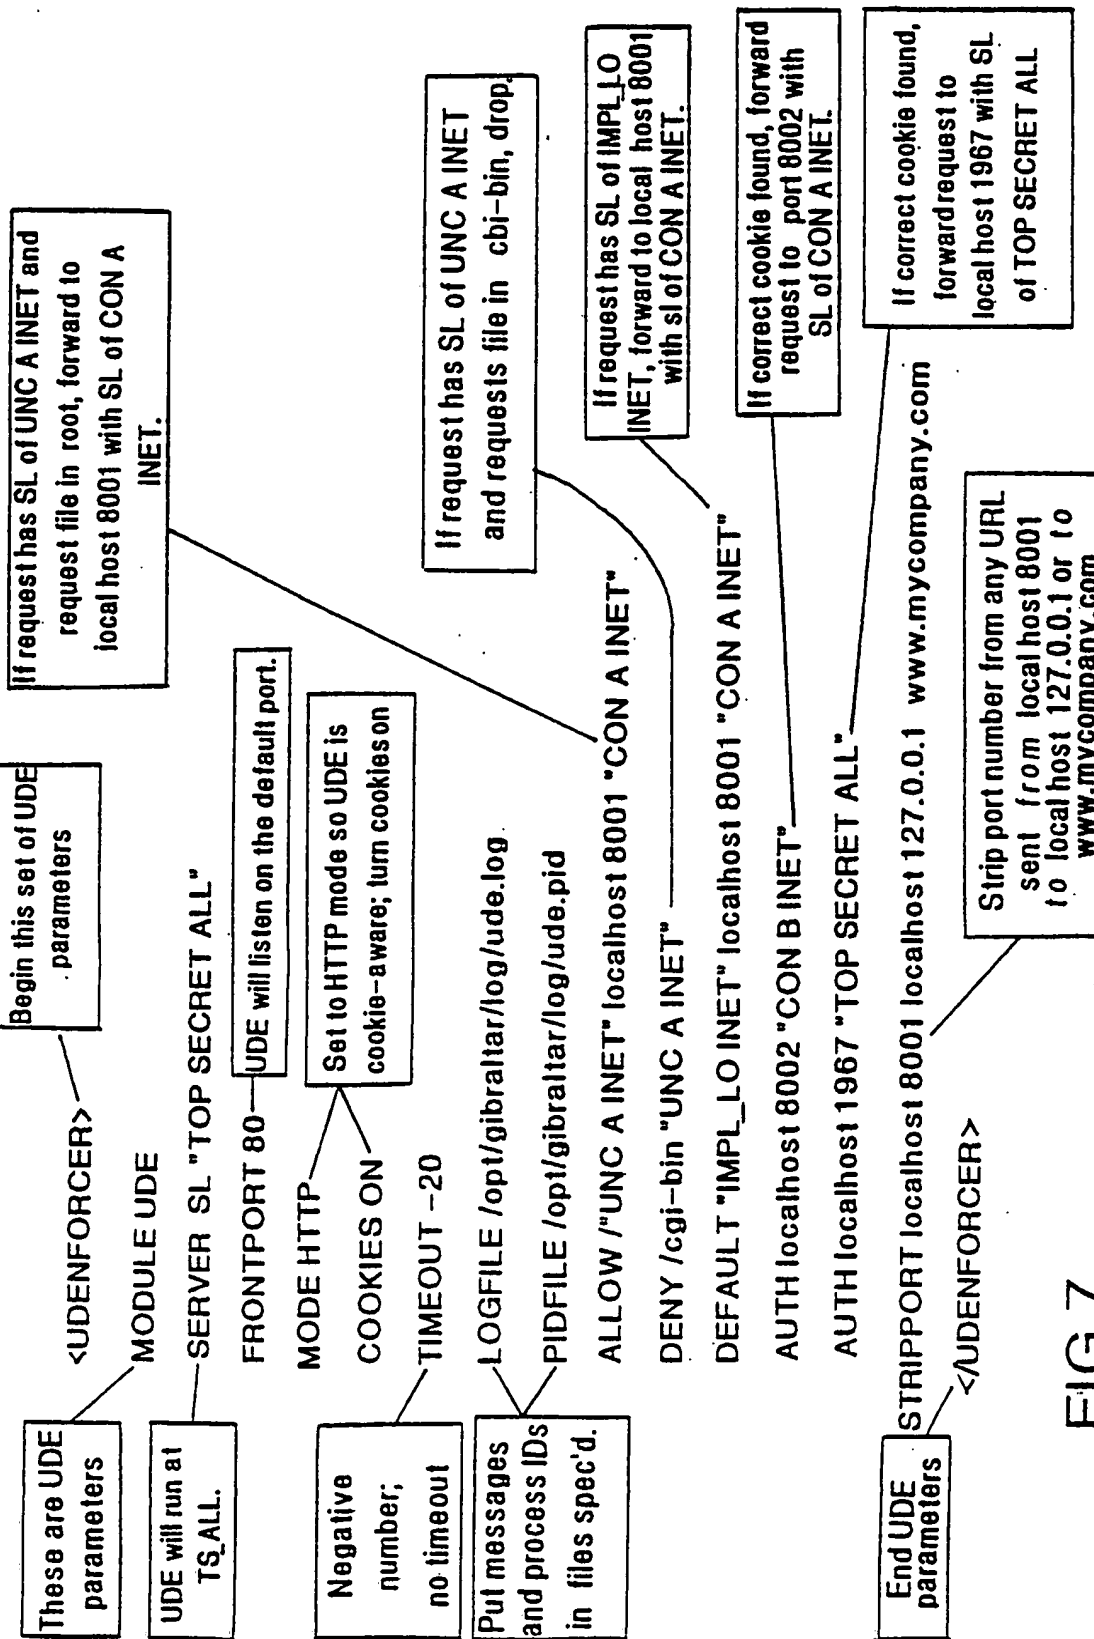 Begin this set of UDE
parameters
If request has SL of UNC A INET and
request file in root, forward to
local host 8001 with SL of CON A
INET.
These are UDE
parameters
<UDENFORCER>
MODULE UDE
UDE will run at
TS_ALL.
SERVER SL "TOP SECRET ALL"
FRONTPORT 80
UDE will listen on the default port.
MODE HTTP
Set to HTTP mode so UDE is
cookie-aware; turn cookies on
COOKIES ON
Negative
number;
no timeout
TIMEOUT -20
If request has SL of UNC A INET
and requests file in cbi-bin, drop.
Put messages
and process IDs
in files spec'd.
LOGFILE /opt/gibraltar/log/ude.log
PIDFILE /opt/gibraltar/log/ude.pid
ALLOW /"UNC A INET" localhost 8001 "CON A INET"
If request has SL of IMPL_LO
INET, forward to local host 8001
with sl of CON A INET.
DENY /cgi-bin "UNC A INET"
DEFAULT "IMPL_LO INET" localhost 8001 "CON A INET"
If correct cookie found, forward
request to port 8002 with
SL of CON A INET.
AUTH localhost 8002 "CON B INET"
AUTH localhost 1967 "TOP SECRET ALL"
If correct cookie found,
forward request to
local host 1967 with SL
of TOP SECRET ALL
STRIPPORT localhost 8001 localhost 127.0.0.1 www.mycompany.com
End UDE
parameters
</UDENFORCER>
Strip port number from any URL
sent from local host 8001
to local host 127.0.0.1 or to
www.mycompany.com
FIG 7